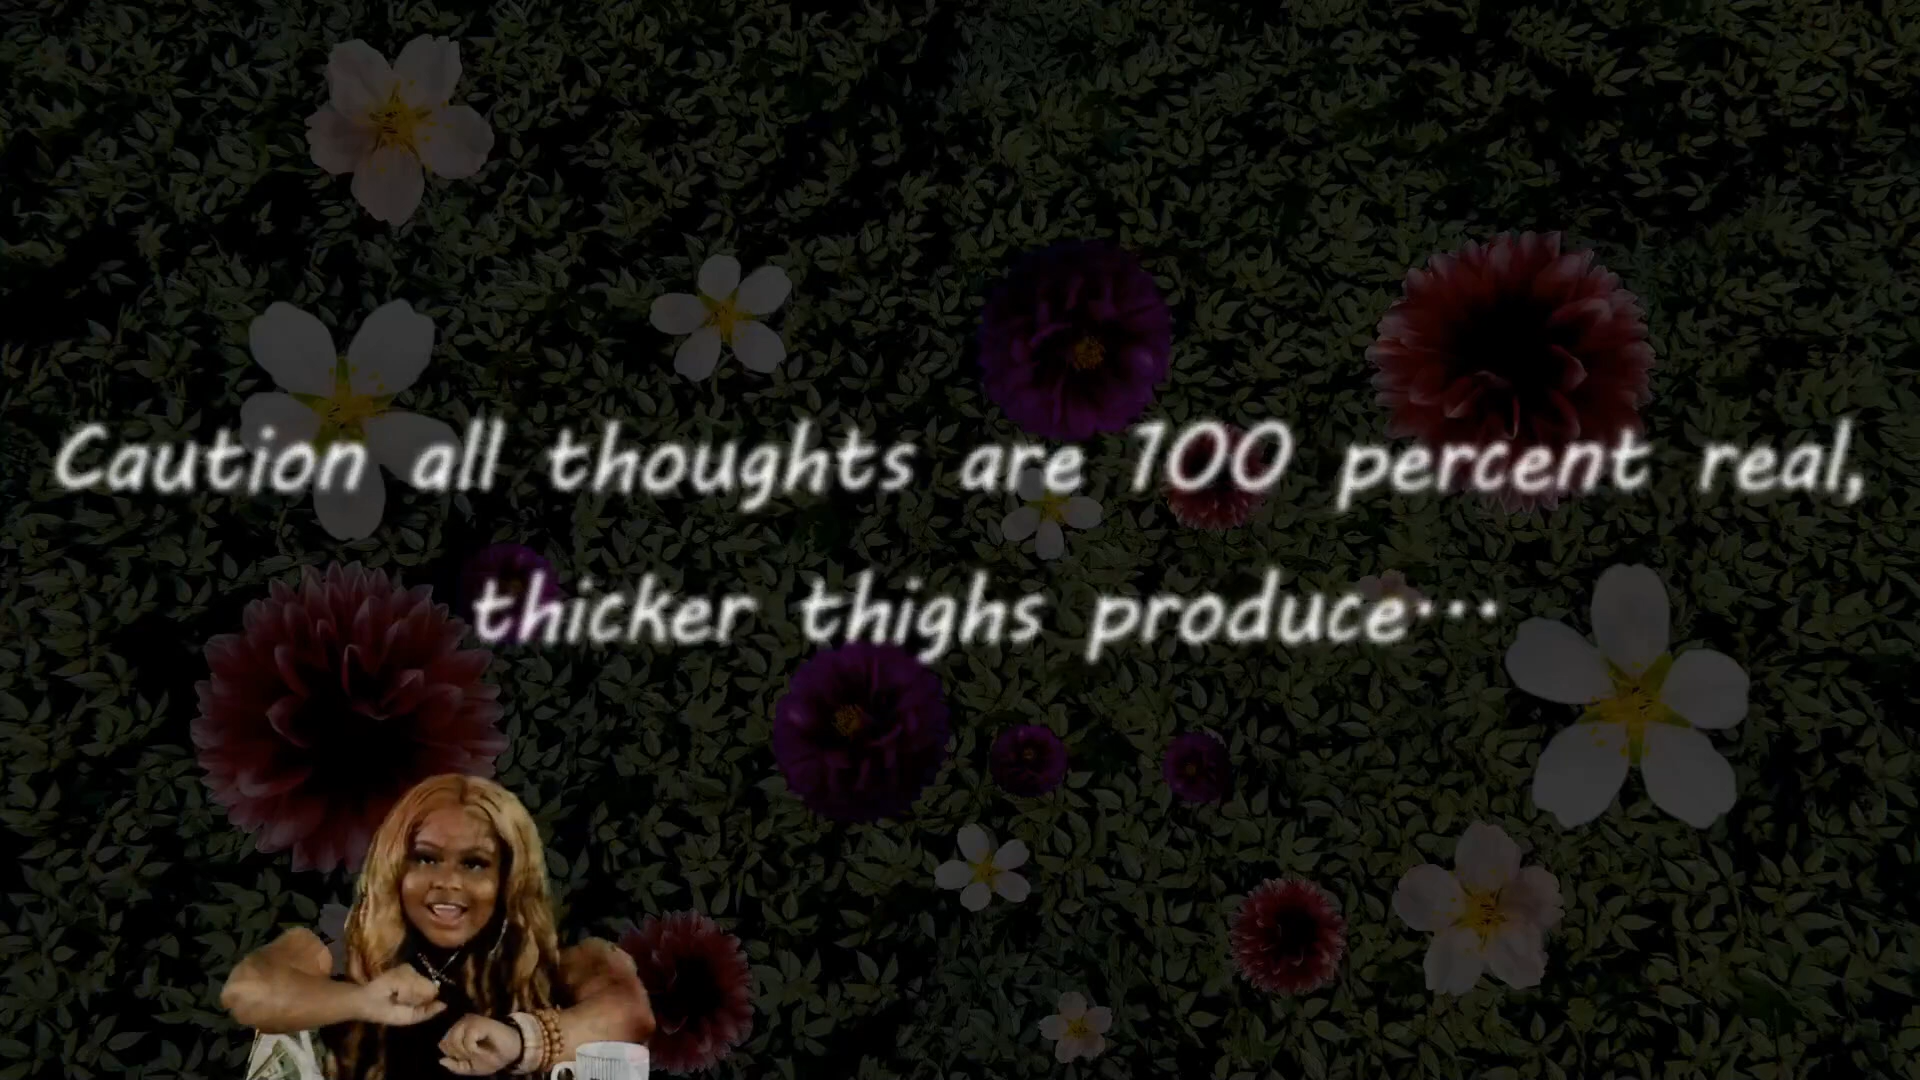 Caution all thoughts are 100 percent real,
thicker thighs produce...